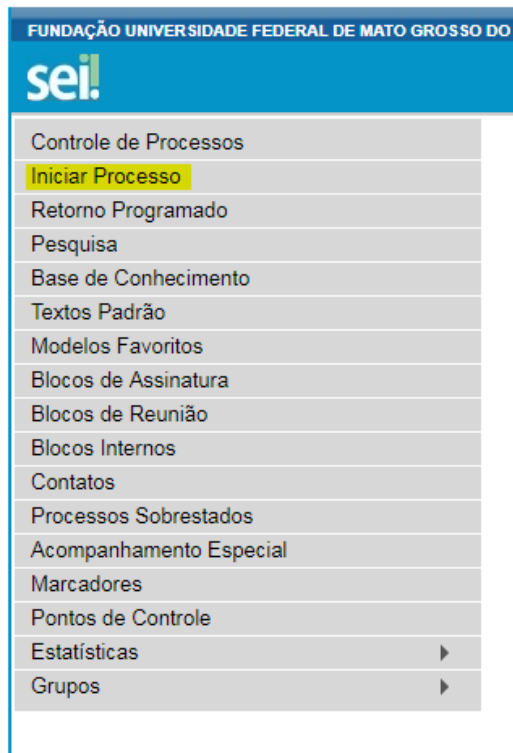 FUNDAÇÃO UNIVERSIDADE FEDERAL DE MATO GROSSO DO
sei!
Controle de Processos
Iniciar Processo
Retorno Programado
Pesquisa
Base de Conhecimento
Textos Padrão
Modelos Favoritos
Blocos de Assinatura
Blocos de Reunião
Blocos Internos
Contatos
Processos Sobrestados
Acompanhamento Especial
Marcadores
Pontos de Controle
Estatísticas
Grupos